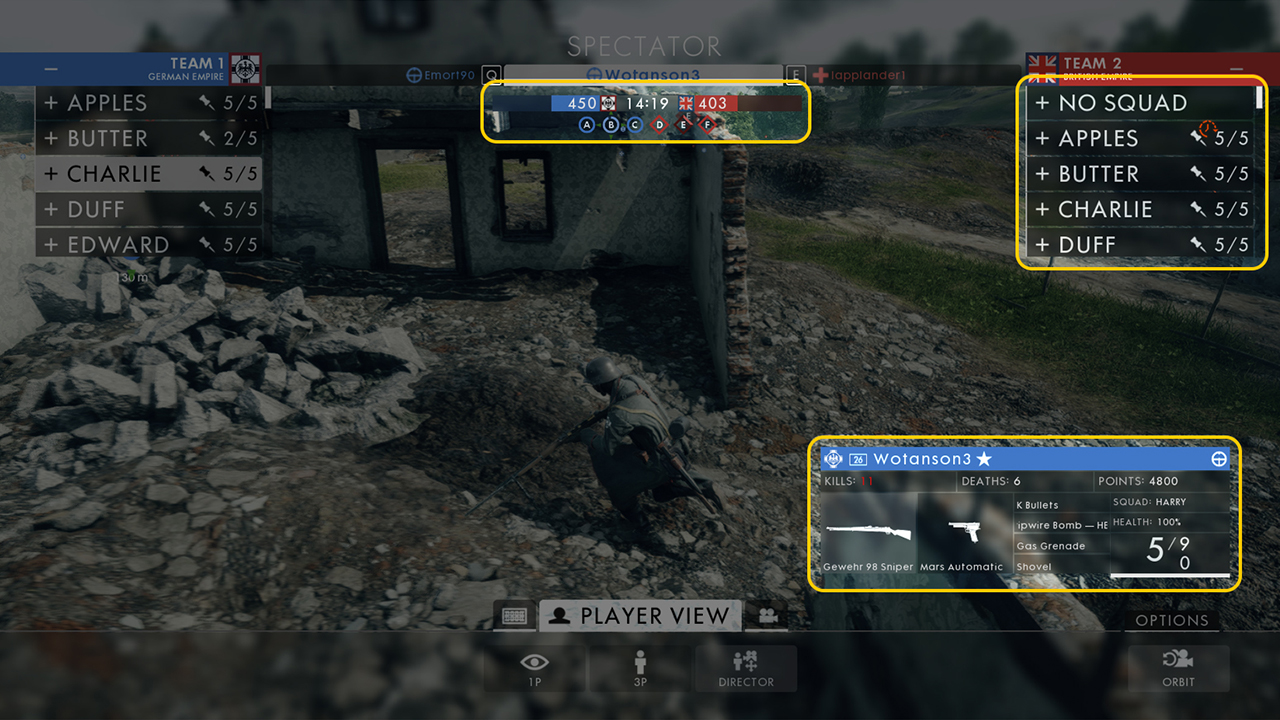 SPECTATOR
TEAM 1
GERMAN EMPIRE
Emort90 Q Wotanson3 E lapplander1
TEAM 2
BRITISH EMPIRE
450 14:19 403
A B C D E F
+ APPLES 5/5
+ BUTTER 2/5
+ CHARLIE 5/5
+ DUFF 5/5
+ EDWARD 5/5
130 m
+ NO SQUAD
+ APPLES 5/5
+ BUTTER 5/5
+ CHARLIE 5/5
+ DUFF 5/5
26 Wotanson3
KILLS: 11 DEATHS: 6 POINTS: 4800
K Bullets
ipwire Bomb — HE
Gas Grenade
Shovel
SQUAD: HARRY
HEALTH: 100%
5/9
0
Gewehr 98 Sniper Mars Automatic
PLAYER VIEW
OPTIONS
1P 3P DIRECTOR ORBIT